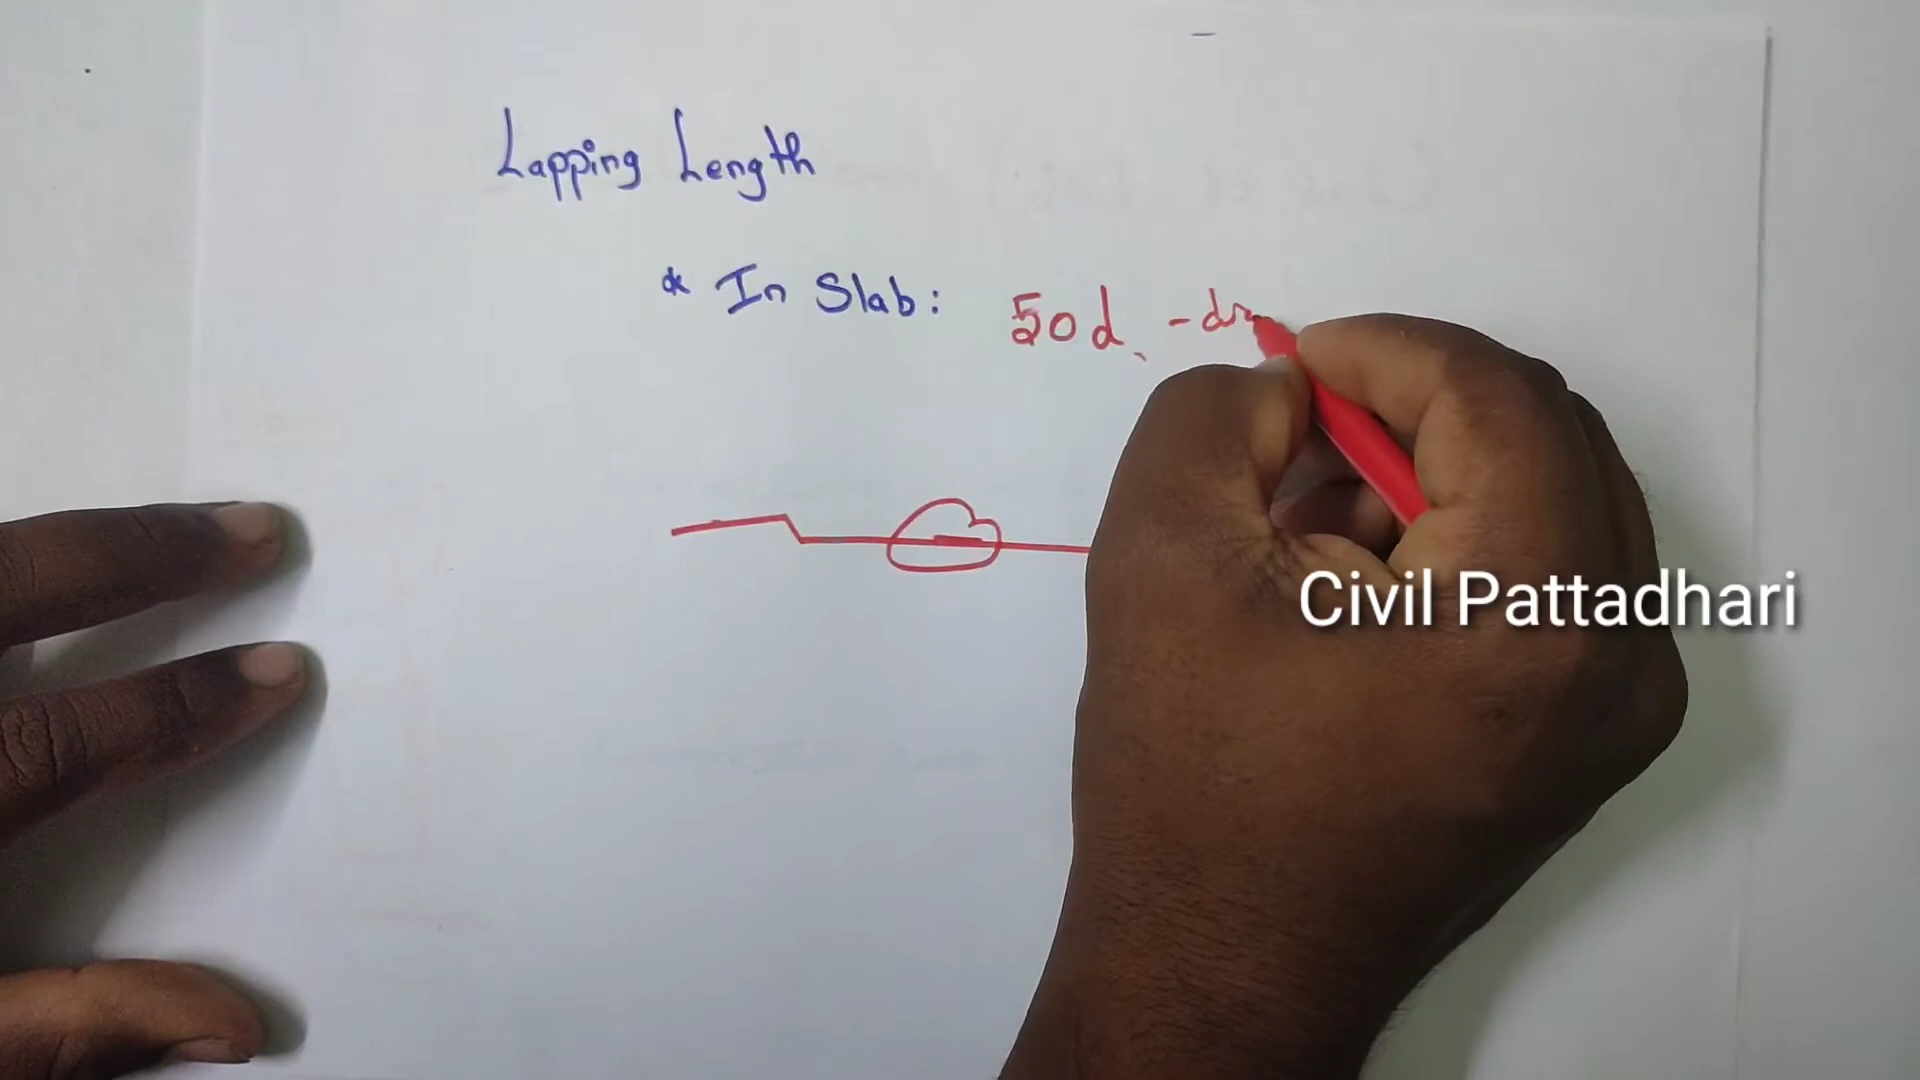 Lapping Length
* In Slab: 50d -
Civil Pattadhari